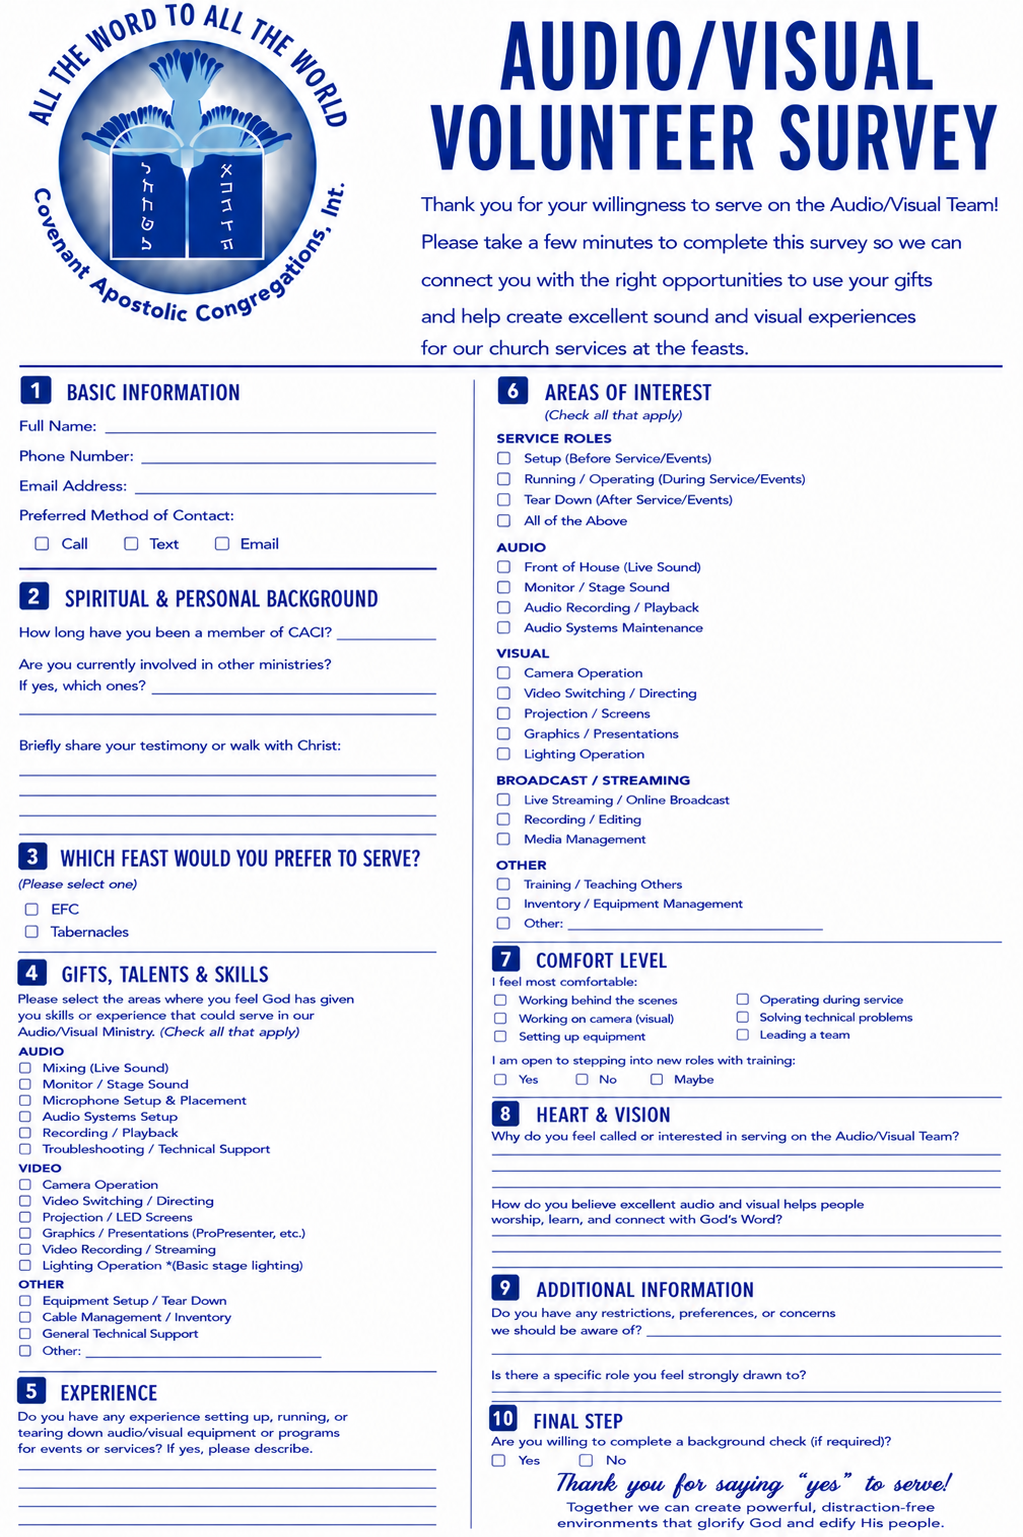 ALL THE WORD TO ALL THE WORLD
Covenant Apostolic Congregations, Int.
AUDIO/VISUAL
VOLUNTEER SURVEY
Thank you for your willingness to serve on the Audio/Visual Team!
Please take a few minutes to complete this survey so we can
connect you with the right opportunities to use your gifts
and help create excellent sound and visual experiences
for our church services at the feasts.
1 BASIC INFORMATION
Full Name:
Phone Number:
Email Address:
Preferred Method of Contact:
Call Text Email
2 SPIRITUAL & PERSONAL BACKGROUND
How long have you been a member of CACI?
Are you currently involved in other ministries?
If yes, which ones?
Briefly share your testimony or walk with Christ:
3 WHICH FEAST WOULD YOU PREFER TO SERVE?
(Please select one)
EFC
Tabernacles
4 GIFTS, TALENTS & SKILLS
Please select the areas where you feel God has given
you skills or experience that could serve in our
Audio/Visual Ministry. (Check all that apply)
AUDIO
Mixing (Live Sound)
Monitor / Stage Sound
Microphone Setup & Placement
Audio Systems Setup
Recording / Playback
Troubleshooting / Technical Support
VIDEO
Camera Operation
Video Switching / Directing
Projection / LED Screens
Graphics / Presentations (ProPresenter, etc.)
Video Recording / Streaming
Lighting Operation *(Basic stage lighting)
OTHER
Equipment Setup / Tear Down
Cable Management / Inventory
General Technical Support
Other:
5 EXPERIENCE
Do you have any experience setting up, running, or
tearing down audio/visual equipment or programs
for events or services? If yes, please describe.
6 AREAS OF INTEREST
(Check all that apply)
SERVICE ROLES
Setup (Before Service/Events)
Running / Operating (During Service/Events)
Tear Down (After Service/Events)
All of the Above
AUDIO
Front of House (Live Sound)
Monitor / Stage Sound
Audio Recording / Playback
Audio Systems Maintenance
VISUAL
Camera Operation
Video Switching / Directing
Projection / Screens
Graphics / Presentations
Lighting Operation
BROADCAST / STREAMING
Live Streaming / Online Broadcast
Recording / Editing
Media Management
OTHER
Training / Teaching Others
Inventory / Equipment Management
Other:
7 COMFORT LEVEL
I feel most comfortable:
Working behind the scenes Operating during service
Working on camera (visual) Solving technical problems
Setting up equipment Leading a team
I am open to stepping into new roles with training:
Yes No Maybe
8 HEART & VISION
Why do you feel called or interested in serving on the Audio/Visual Team?
How do you believe excellent audio and visual helps people
worship, learn, and connect with God's Word?
9 ADDITIONAL INFORMATION
Do you have any restrictions, preferences, or concerns
we should be aware of?
Is there a specific role you feel strongly drawn to?
10 FINAL STEP
Are you willing to complete a background check (if required)?
Yes No
Thank you for saying “yes” to serve!
Together we can create powerful, distraction-free
environments that glorify God and edify His people.